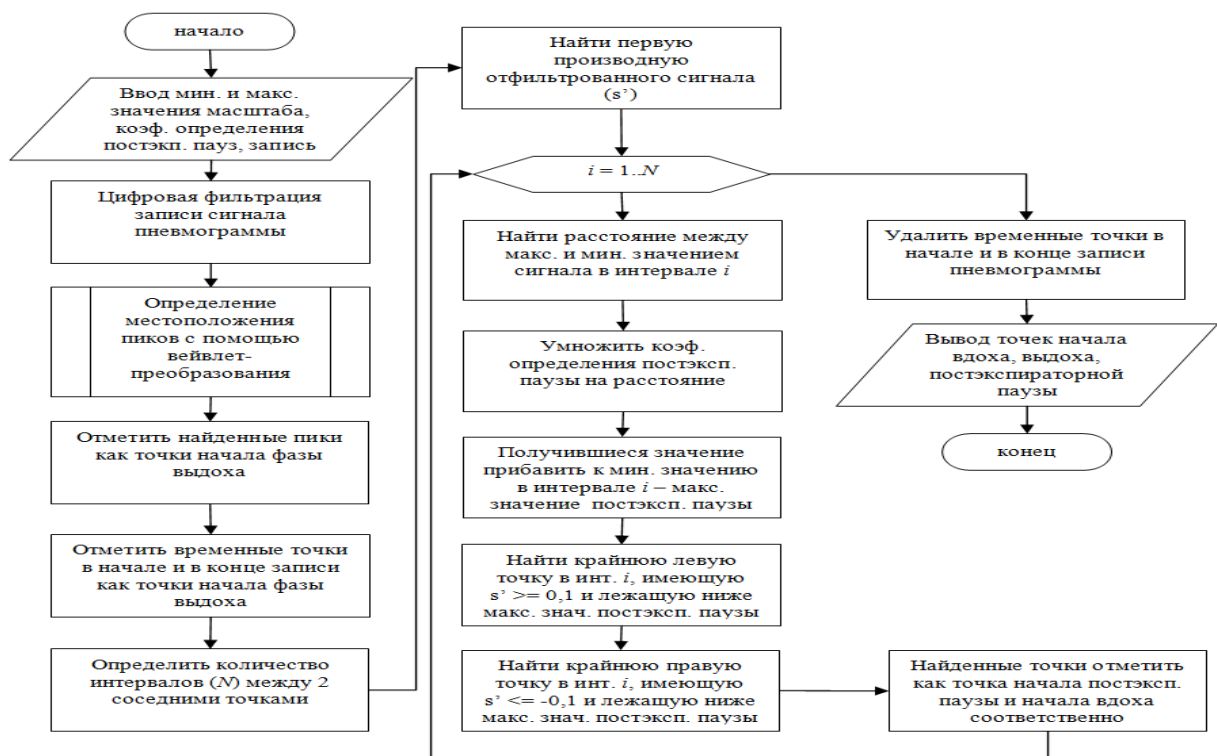 начало
Ввод мин. и макс.
значения масштаба,
коэф. определения
постэкп. пауз, запись
Цифровая фильтрация
записи сигнала
пневмограммы
Определение
местоположения
пиков с помощью
вейвлет-
преобразования
Отметить найденные пики
как точки начала фазы
выдоха
Отметить временные точки
в начале и в конце записи
как точки начала фазы
выдоха
Определить количество
интервалов (N) между 2
соседними точками
Найти первую
производную
отфильтрованного сигнала
(s’)
i = 1..N
Найти расстояние между
макс. и мин. значением
сигнала в интервале i
Умножить коэф.
определения постэксп.
паузы на расстояние
Получившиеся значение
прибавить к мин. значению
в интервале i – макс.
значение постэксп. паузы
Найти крайнюю левую
точку в инт. i, имеющую
s’ >= 0,1 и лежащую ниже
макс. знач. постэксп. паузы
Найти крайнюю правую
точку в инт. i, имеющую
s’ <= -0,1 и лежащую ниже
макс. знач. постэксп. паузы
Найденные точки отметить
как точка начала постэксп.
паузы и начала вдоха
соответственно
Удалить временные точки в
начале и в конце записи
пневмограммы
Вывод точек начала
вдоха, выдоха,
постэкспираторной
паузы
конец